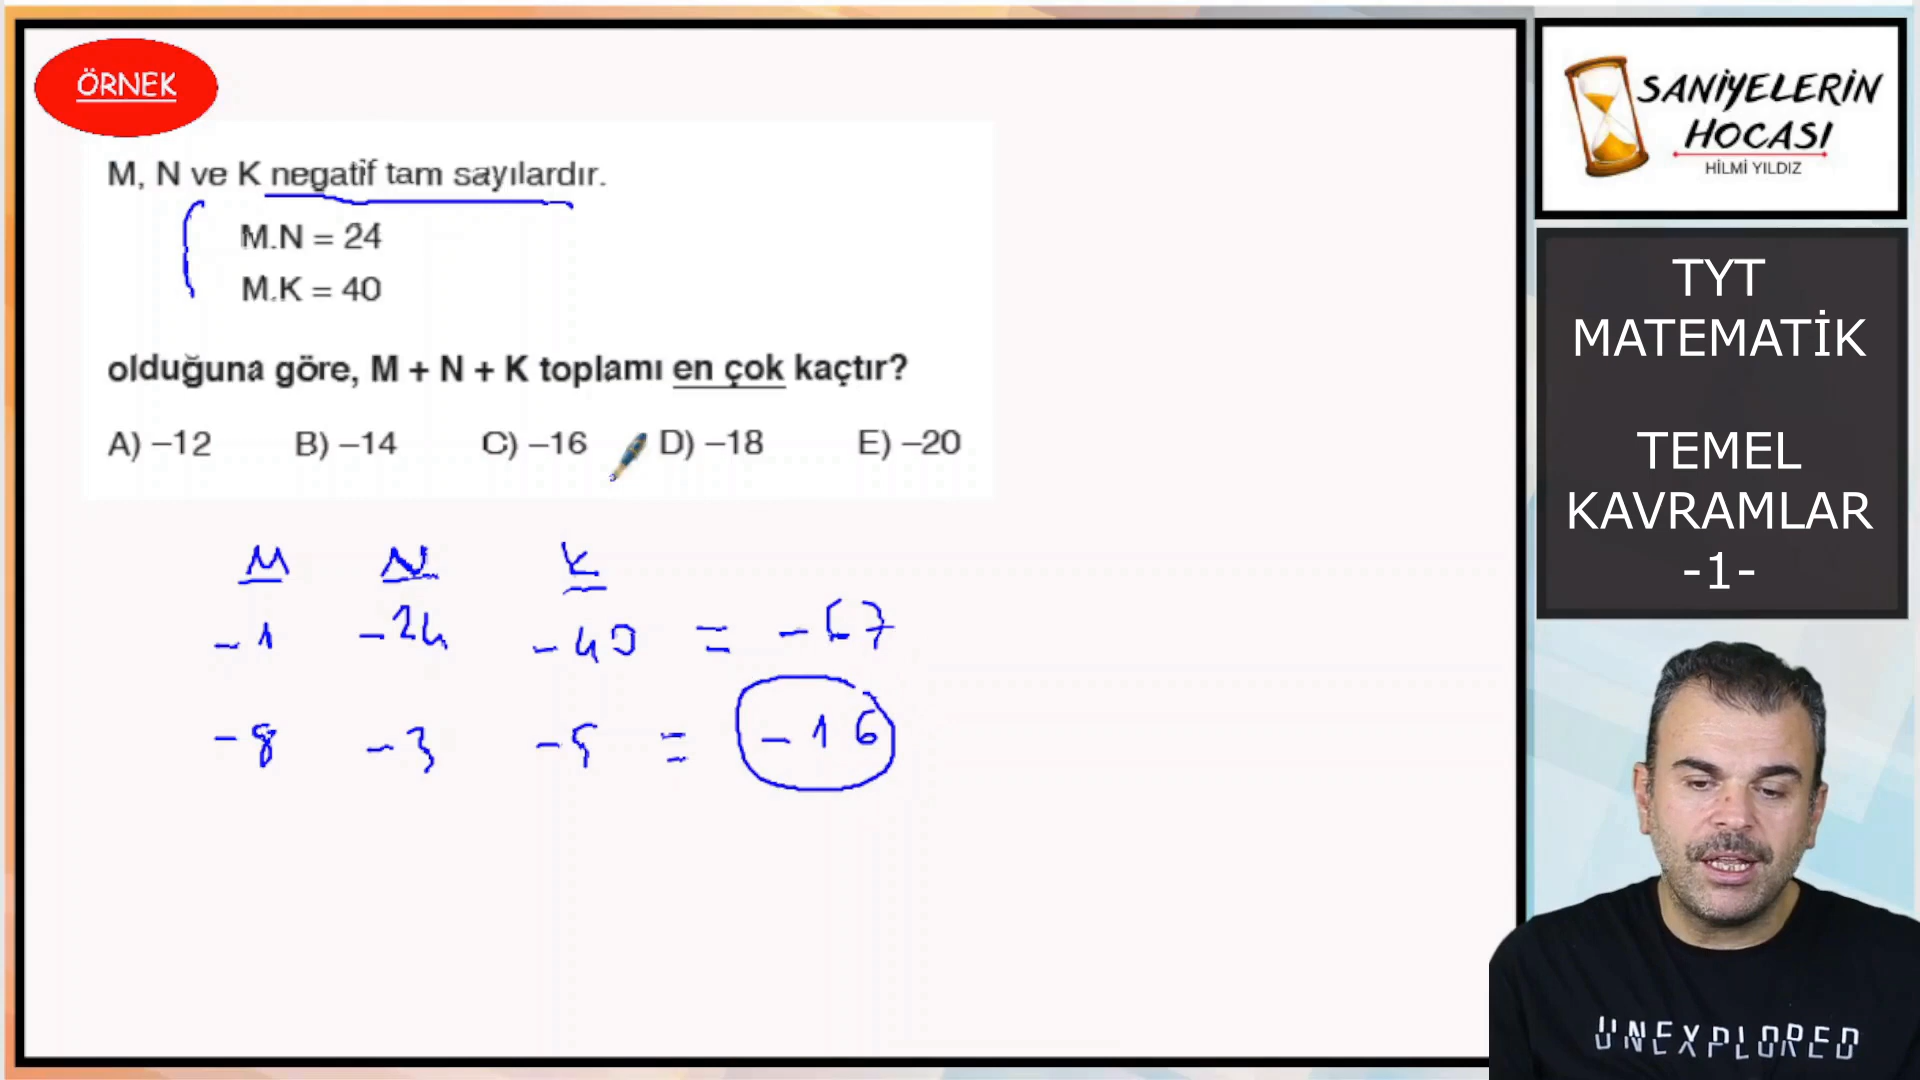 ÖRNEK
M, N ve K negatif tam sayılardır.
M.N = 24
M.K = 40
olduğuna göre, M + N + K toplamı en çok kaçtır?
A) –12 B) –14 C) –16 D) –18 E) –20
M N K
-1 -24 -40 = -67
-8 -3 -5 = -16
SANİYELERİN
HOCASI
HİLMİ YILDIZ
TYT
MATEMATİK
TEMEL
KAVRAMLAR
-1-
UNEXPLORED